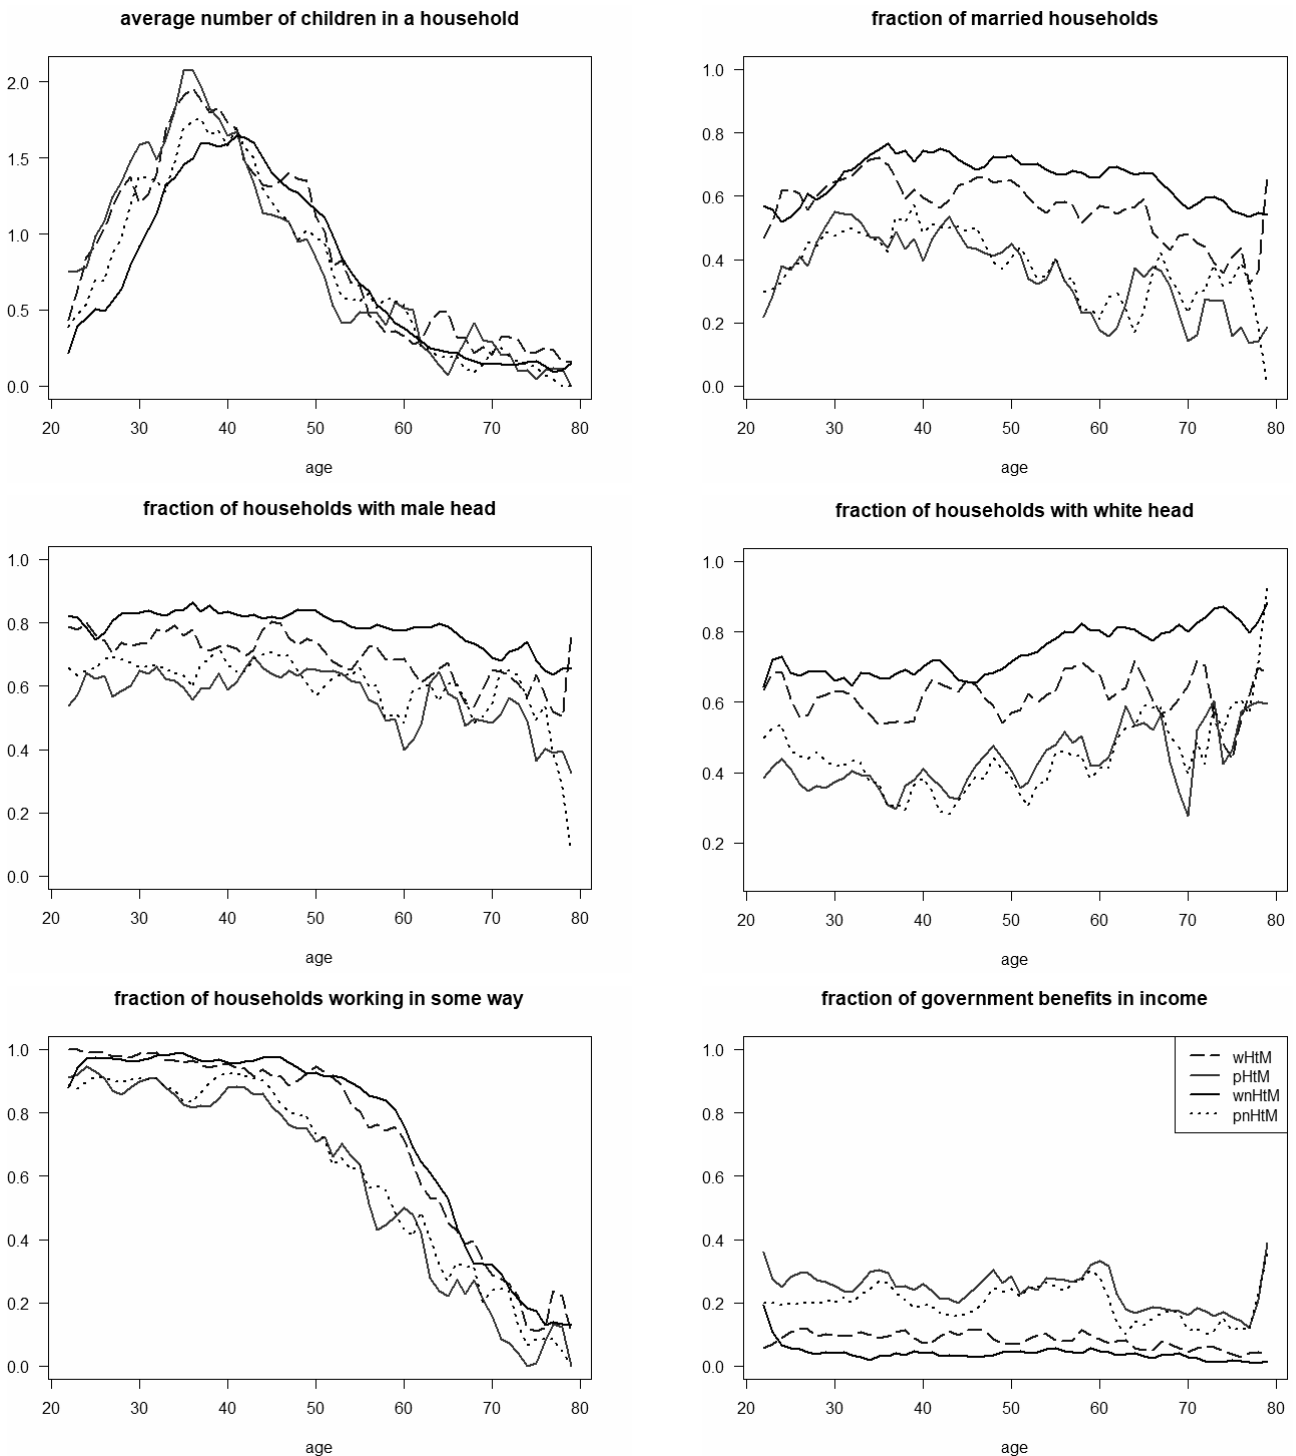 average number of children in a household
2.0
1.5
1.0
0.5
0.0
20 30 40 50 60 70 80
age
fraction of married households
1.0
0.8
0.6
0.4
0.2
0.0
20 30 40 50 60 70 80
age
fraction of households with male head
1.0
0.8
0.6
0.4
0.2
0.0
20 30 40 50 60 70 80
age
fraction of households with white head
1.0
0.8
0.6
0.4
0.2
20 30 40 50 60 70 80
age
fraction of households working in some way
1.0
0.8
0.6
0.4
0.2
0.0
20 30 40 50 60 70 80
age
fraction of government benefits in income
1.0
0.8
0.6
0.4
0.2
0.0
wHtM
pHtM
wnHtM
pnHtM
20 30 40 50 60 70 80
age